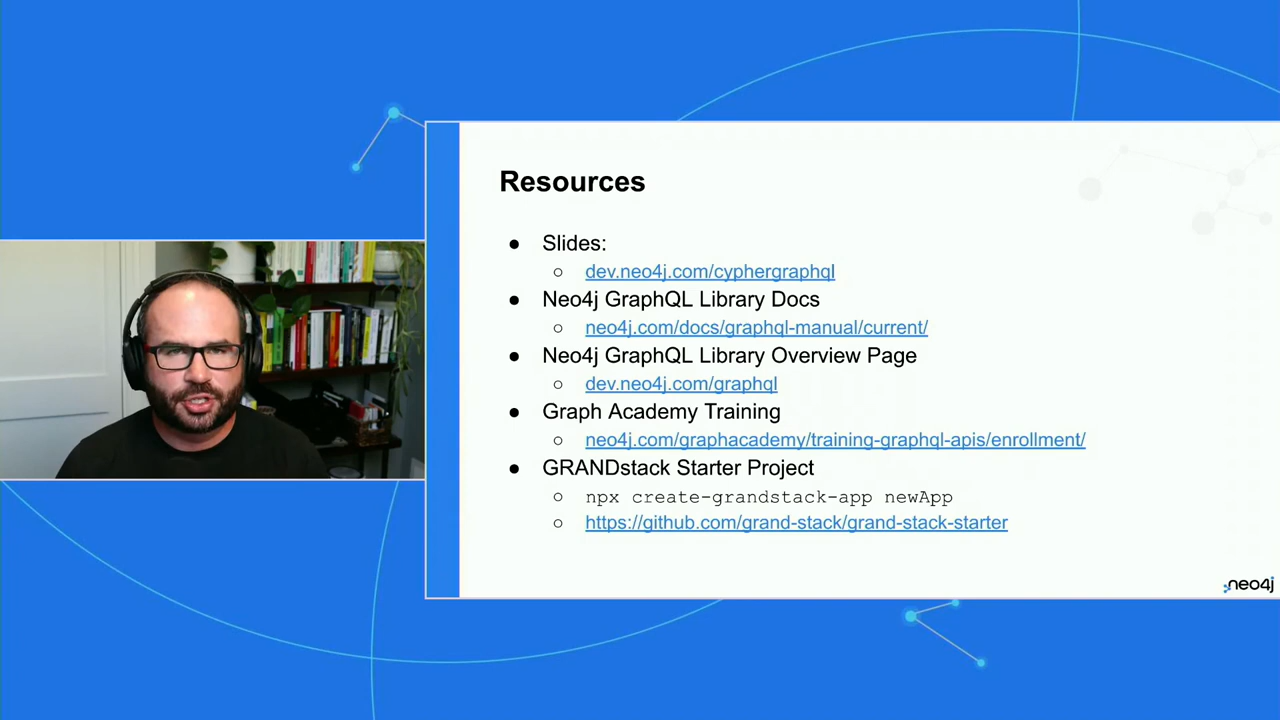 Resources
● Slides:
○ dev.neo4j.com/cyphergraphql
● Neo4j GraphQL Library Docs
○ neo4j.com/docs/graphql-manual/current/
● Neo4j GraphQL Library Overview Page
○ dev.neo4j.com/graphql
● Graph Academy Training
○ neo4j.com/graphacademy/training-graphql-apis/enrollment/
● GRANDstack Starter Project
○ npx create-grandstack-app newApp
○ https://github.com/grand-stack/grand-stack-starter
neo4j